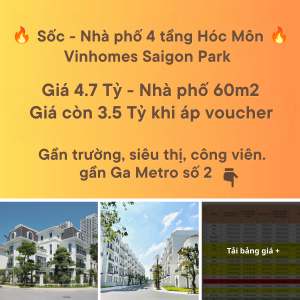 🔥 Sốc - Nhà phố 4 tầng Hóc Môn 🔥
Vinhomes Saigon Park
Giá 4.7 Tỷ - Nhà phố 60m2
Giá còn 3.5 Tỷ khi áp voucher
Gần trường, siêu thị, công viên.
gần Ga Metro số 2 👇
Tải bảng giá +